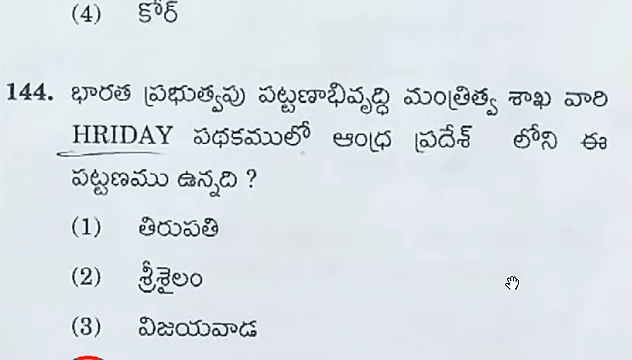 (4) కోర్
144. భారత ప్రభుత్వపు పట్టణాభివృద్ధి మంత్రిత్వ శాఖ వారి
HRIDAY పథకములో ఆంధ్ర ప్రదేశ్ లోని ఈ
పట్టణము ఉన్నది ?
(1) తిరుపతి
(2) శ్రీశైలం
(3) విజయవాడ